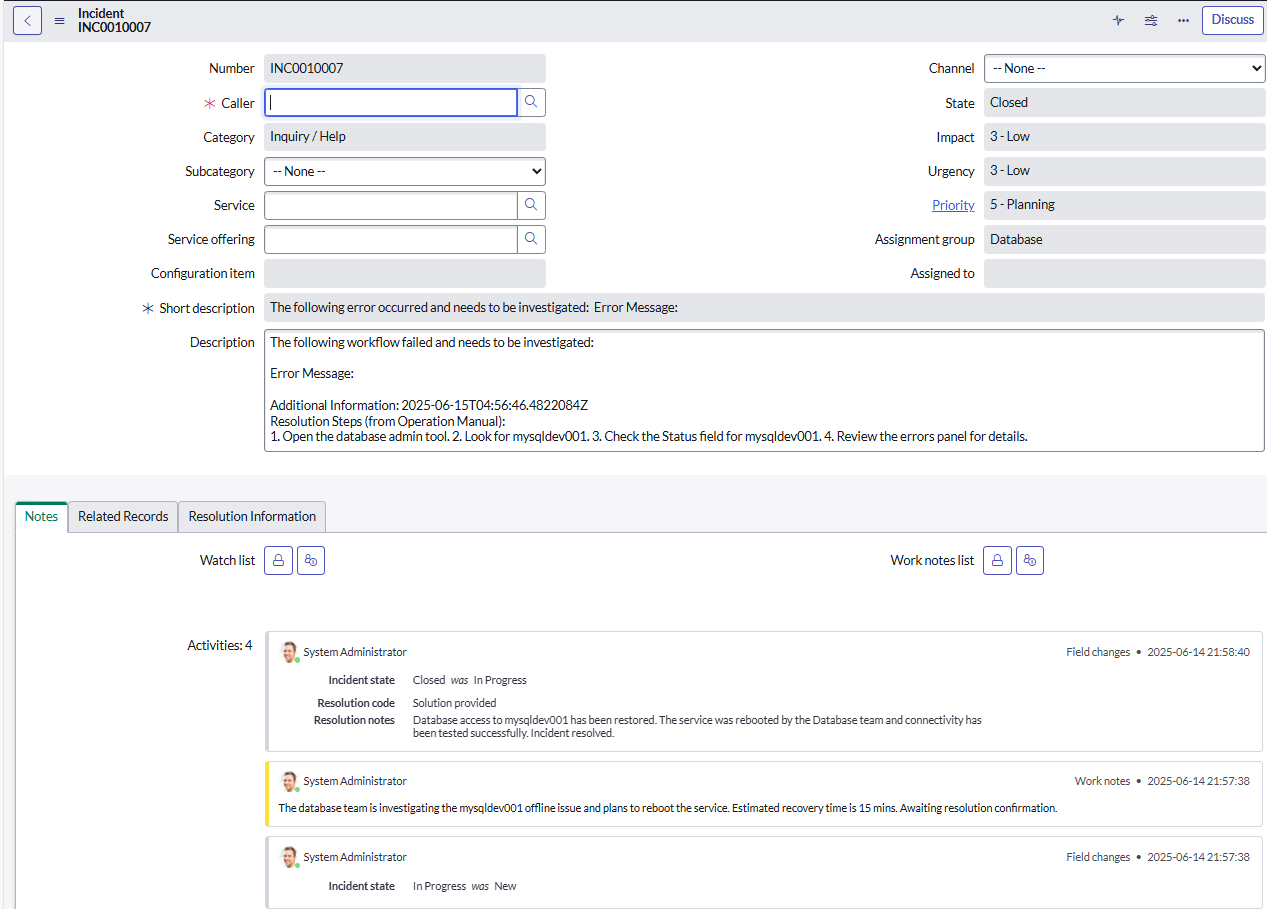 Incident
INC0010007
Discuss
Number INC0010007
Channel -- None --
Caller
State Closed
Category Inquiry / Help
Impact 3 - Low
Subcategory -- None --
Urgency 3 - Low
Service
Priority 5 - Planning
Service offering
Assignment group Database
Configuration item
Assigned to
Short description The following error occurred and needs to be investigated: Error Message:
Description The following workflow failed and needs to be investigated:
Error Message:
Additional Information: 2025-06-15T04:56:46.4822084Z
Resolution Steps (from Operation Manual):
1. Open the database admin tool. 2. Look for mysqldev001. 3. Check the Status field for mysqldev001. 4. Review the errors panel for details.
Notes Related Records Resolution Information
Watch list Work notes list
Activities: 4
System Administrator Field changes • 2025-06-14 21:58:40
Incident state Closed was In Progress
Resolution code Solution provided
Resolution notes Database access to mysqldev001 has been restored. The service was rebooted by the Database team and connectivity has
been tested successfully. Incident resolved.
System Administrator Work notes • 2025-06-14 21:57:38
The database team is investigating the mysqldev001 offline issue and plans to reboot the service. Estimated recovery time is 15 mins. Awaiting resolution confirmation.
System Administrator Field changes • 2025-06-14 21:57:38
Incident state In Progress was New